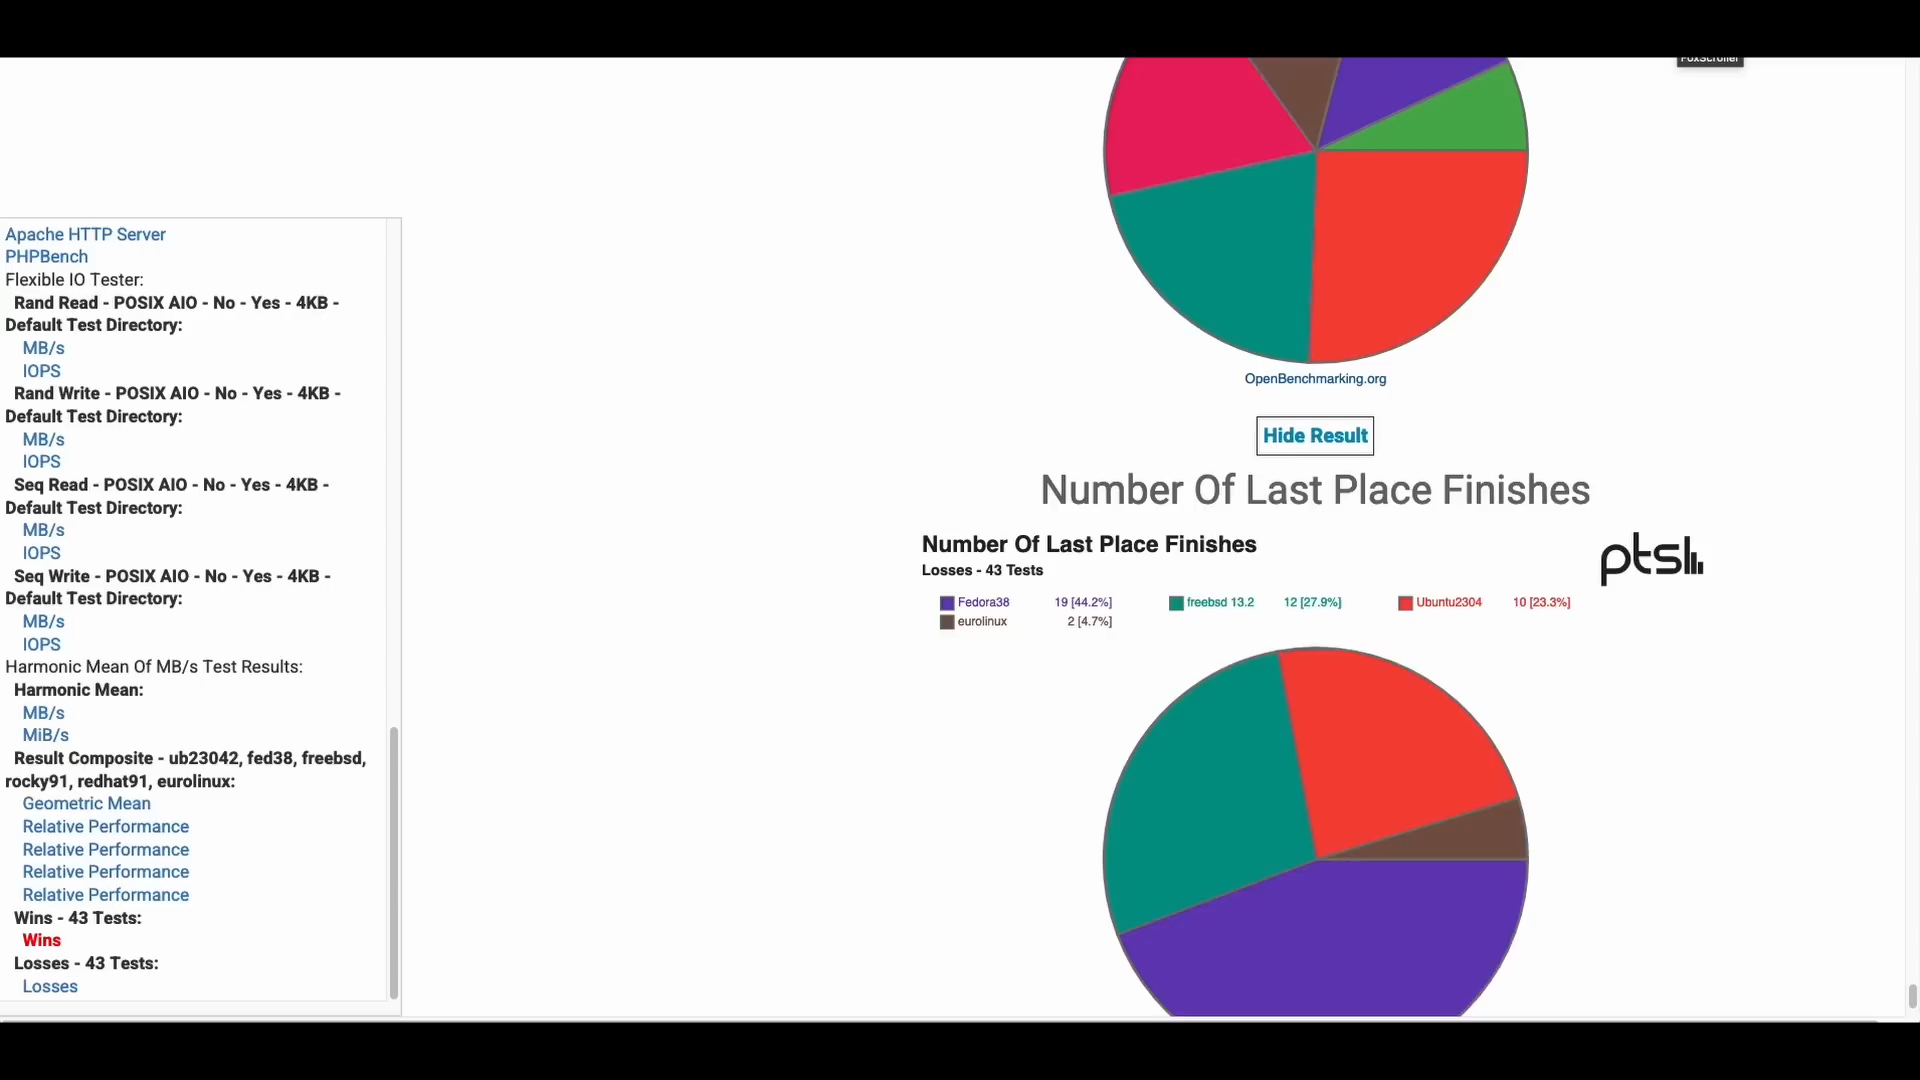 FoxScroller
Apache HTTP Server
PHPBench
Flexible IO Tester:
Rand Read - POSIX AIO - No - Yes - 4KB -
Default Test Directory:
MB/s
IOPS
Rand Write - POSIX AIO - No - Yes - 4KB -
Default Test Directory:
MB/s
IOPS
Seq Read - POSIX AIO - No - Yes - 4KB -
Default Test Directory:
MB/s
IOPS
Seq Write - POSIX AIO - No - Yes - 4KB -
Default Test Directory:
MB/s
IOPS
Harmonic Mean Of MB/s Test Results:
Harmonic Mean:
MB/s
MiB/s
Result Composite - ub23042, fed38, freebsd,
rocky91, redhat91, eurolinux:
Geometric Mean
Relative Performance
Relative Performance
Relative Performance
Relative Performance
Wins - 43 Tests:
Wins
Losses - 43 Tests:
Losses
OpenBenchmarking.org
Hide Result
Number Of Last Place Finishes
Number Of Last Place Finishes
Losses - 43 Tests
ptsl
Fedora38 19 [44.2%] freebsd 13.2 12 [27.9%] Ubuntu2304 10 [23.3%]
eurolinux 2 [4.7%]